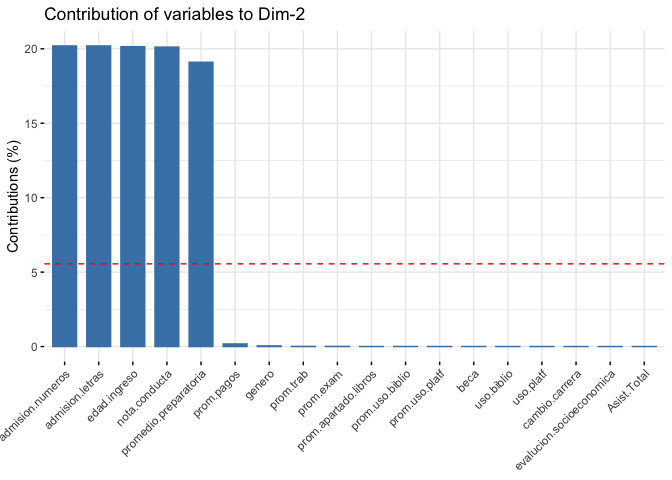 Contribution of variables to Dim-2
Contributions (%)
20
15
10
5
0
admision.numeros
admision.letras
edad.ingreso
nota.conducta
promedio.preparatoria
prom.pagos
genero
prom.trab
prom.exam
prom.apartado.libros
prom.uso.biblio
prom.uso.platf
beca
uso.biblio
uso.platf
cambio.carrera
evalucion.socioeconomica
Asist.Total